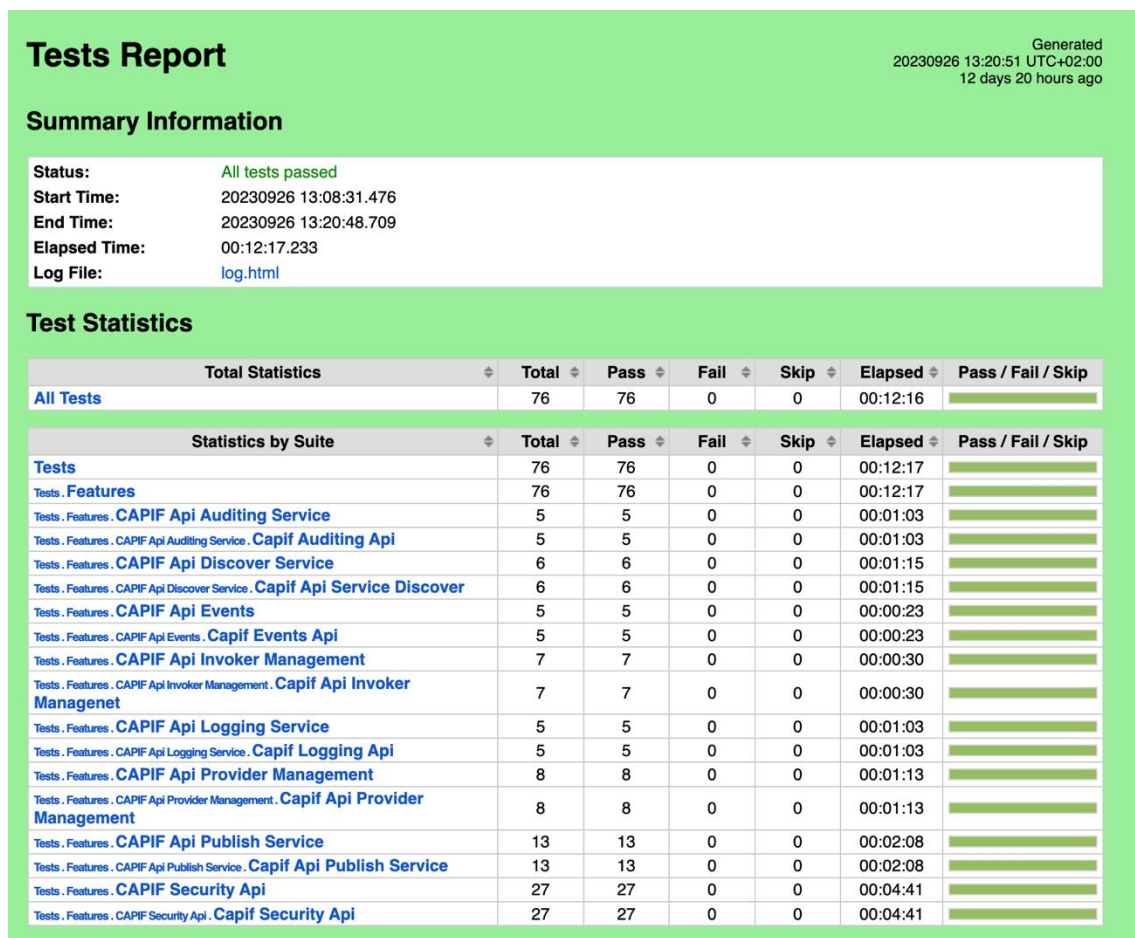 Tests Report
Generated
20230926 13:20:51 UTC+02:00
12 days 20 hours ago
Summary Information
Status: All tests passed
Start Time: 20230926 13:08:31.476
End Time: 20230926 13:20:48.709
Elapsed Time: 00:12:17.233
Log File: log.html
Test Statistics
Total Statistics Total Pass Fail Skip Elapsed Pass / Fail / Skip
All Tests 76 76 0 0 00:12:16
Statistics by Suite Total Pass Fail Skip Elapsed Pass / Fail / Skip
Tests 76 76 0 0 00:12:17
Tests . Features 76 76 0 0 00:12:17
Tests . Features . CAPIF Api Auditing Service 5 5 0 0 00:01:03
Tests . Features . CAPIF Api Auditing Service . Capif Auditing Api 5 5 0 0 00:01:03
Tests . Features . CAPIF Api Discover Service 6 6 0 0 00:01:15
Tests . Features . CAPIF Api Discover Service . Capif Api Service Discover 6 6 0 0 00:01:15
Tests . Features . CAPIF Api Events 5 5 0 0 00:00:23
Tests . Features . CAPIF Api Events . Capif Events Api 5 5 0 0 00:00:23
Tests . Features . CAPIF Api Invoker Management 7 7 0 0 00:00:30
Tests . Features . CAPIF Api Invoker Management . Capif Api Invoker
Managenet 7 7 0 0 00:00:30
Tests . Features . CAPIF Api Logging Service 5 5 0 0 00:01:03
Tests . Features . CAPIF Api Logging Service . Capif Logging Api 5 5 0 0 00:01:03
Tests . Features . CAPIF Api Provider Management 8 8 0 0 00:01:13
Tests . Features . CAPIF Api Provider Management . Capif Api Provider
Management 8 8 0 0 00:01:13
Tests . Features . CAPIF Api Publish Service 13 13 0 0 00:02:08
Tests . Features . CAPIF Api Publish Service . Capif Api Publish Service 13 13 0 0 00:02:08
Tests . Features . CAPIF Security Api 27 27 0 0 00:04:41
Tests . Features . CAPIF Security Api . Capif Security Api 27 27 0 0 00:04:41